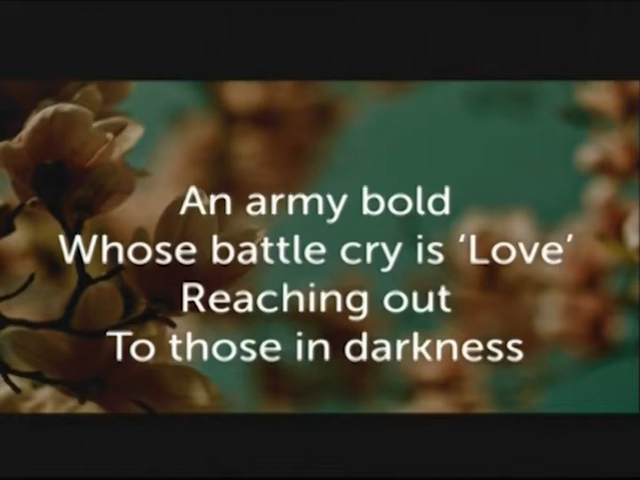 An army bold
Whose battle cry is ‘Love’
Reaching out
To those in darkness